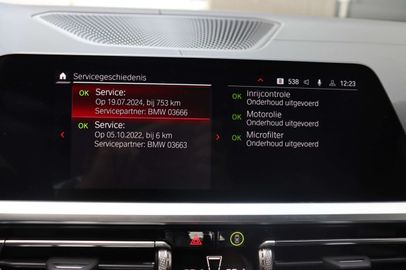 Servicegeschiedenis
538
12:23
OK Service:
Op 19.07.2024, bij 753 km
Servicepartner: BMW 03666
OK Service:
Op 05.10.2022, bij 6 km
Servicepartner: BMW 03663
OK Inrijcontrole
Onderhoud uitgevoerd
OK Motorolie
Onderhoud uitgevoerd
OK Microfilter
Onderhoud uitgevoerd